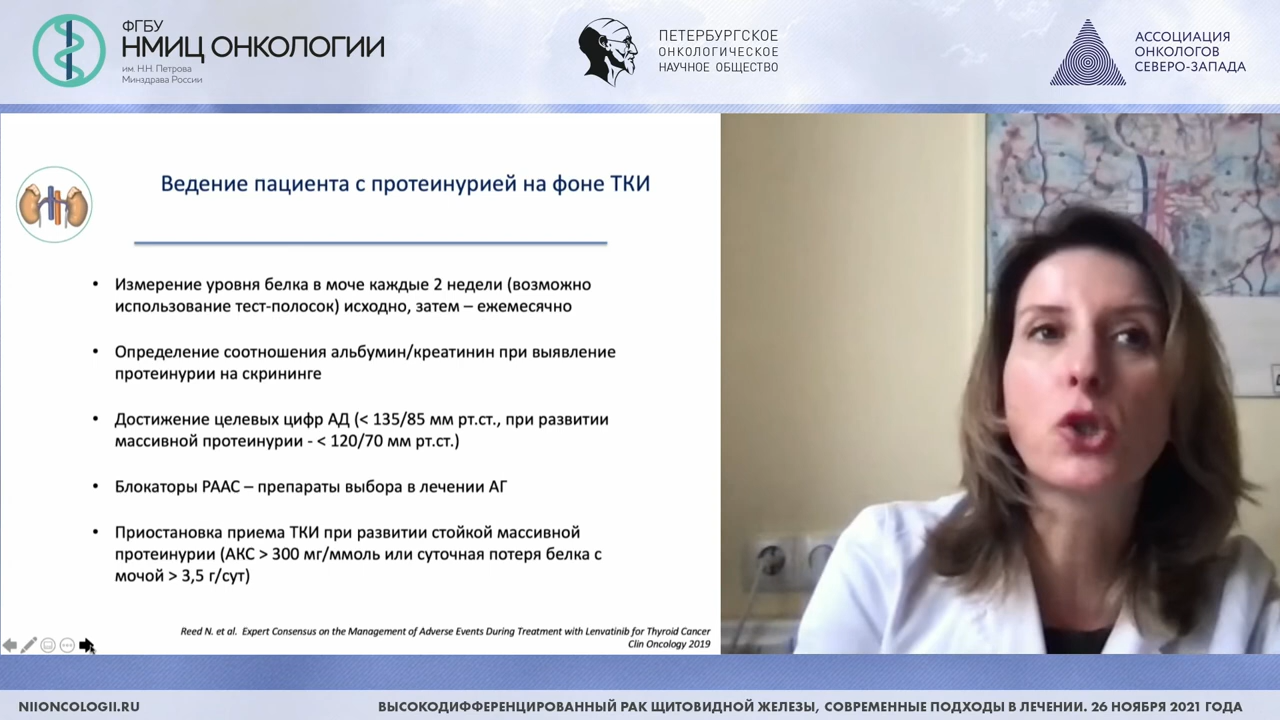 ФГБУ
НМИЦ ОНКОЛОГИИ
им. Н.Н. Петрова
Минздрава России
ПЕТЕРБУРГСКОЕ
ОНКОЛОГИЧЕСКОЕ
НАУЧНОЕ ОБЩЕСТВО
АССОЦИАЦИЯ
ОНКОЛОГОВ
СЕВЕРО-ЗАПАДА
Ведение пациента с протеинурией на фоне ТКИ
• Измерение уровня белка в моче каждые 2 недели (возможно
использование тест-полосок) исходно, затем – ежемесячно
• Определение соотношения альбумин/креатинин при выявление
протеинурии на скрининге
• Достижение целевых цифр АД (< 135/85 мм рт.ст., при развитии
массивной протеинурии - < 120/70 мм рт.ст.)
• Блокаторы РААС – препараты выбора в лечении АГ
• Приостановка приема ТКИ при развитии стойкой массивной
протеинурии (АКС > 300 мг/ммоль или суточная потеря белка с
мочой > 3,5 г/сут)
Reed N. et al. Expert Consensus on the Management of Adverse Events During Treatment with Lenvatinib for Thyroid Cancer
Clin Oncology 2019
NIIONCOLOGII.RU
ВЫСОКОДИФФЕРЕНЦИРОВАННЫЙ РАК ЩИТОВИДНОЙ ЖЕЛЕЗЫ, СОВРЕМЕННЫЕ ПОДХОДЫ В ЛЕЧЕНИИ. 26 НОЯБРЯ 2021 ГОДА